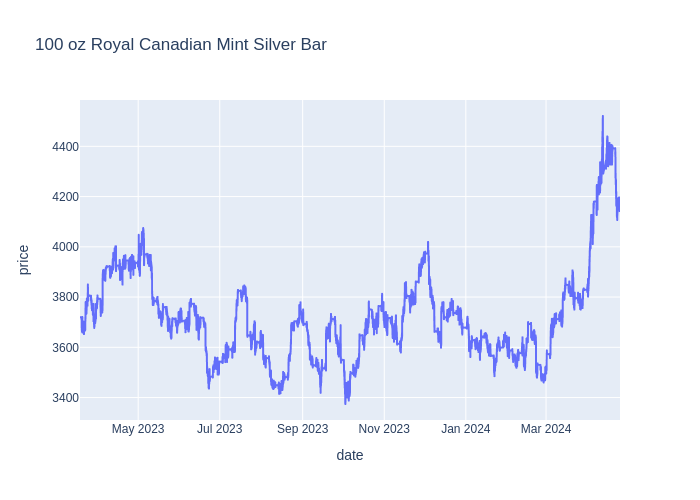 100 oz Royal Canadian Mint Silver Bar
price
4400
4200
4000
3800
3600
3400
May 2023 Jul 2023 Sep 2023 Nov 2023 Jan 2024 Mar 2024
date